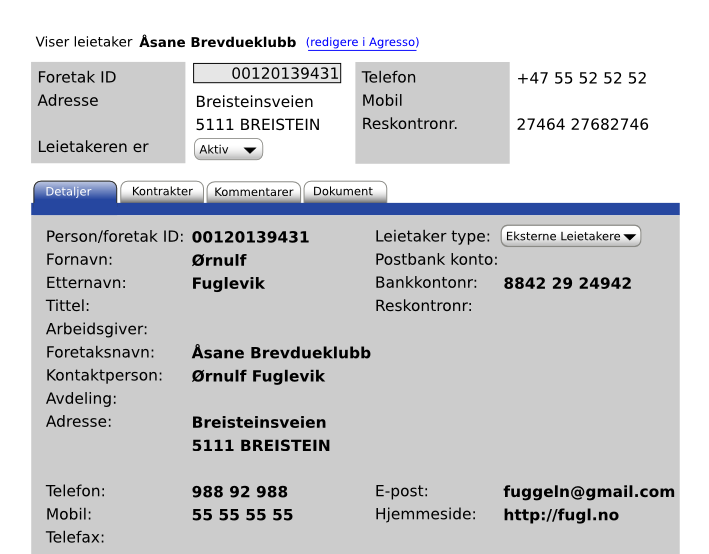 Viser leietaker Åsane Brevdueklubb (redigere i Agresso)
Foretak ID 00120139431 Telefon +47 55 52 52 52
Adresse Breisteinsveien Mobil
5111 BREISTEIN Reskontronr. 27464 27682746
Leietakeren er Aktiv
Detaljer Kontrakter Kommentarer Dokument
Person/foretak ID: 00120139431 Leietaker type: Eksterne Leietakere
Fornavn: Ørnulf Postbank konto:
Etternavn: Fuglevik Bankkontonr: 8842 29 24942
Tittel: Reskontronr:
Arbeidsgiver:
Foretaksnavn: Åsane Brevdueklubb
Kontaktperson: Ørnulf Fuglevik
Avdeling:
Adresse: Breisteinsveien
5111 BREISTEIN
Telefon: 988 92 988 E-post: fuggeln@gmail.com
Mobil: 55 55 55 55 Hjemmeside: http://fugl.no
Telefax: